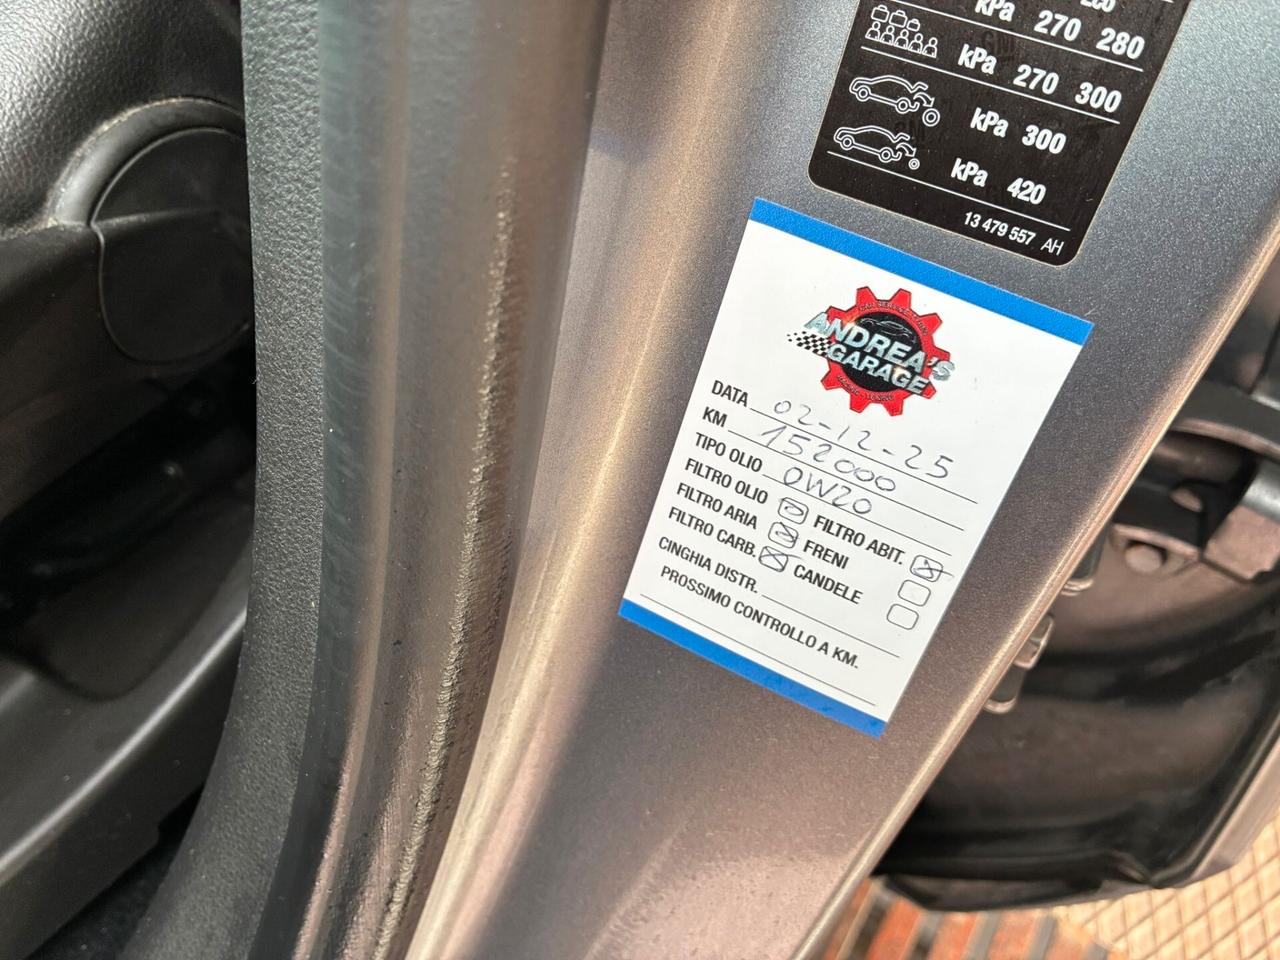 Eco
kPa 270 280
kPa 270 300
kPa 300
kPa 420
13 479 557 AH
ANDREA'S
GARAGE
DATA 02-12-25
KM 152000
TIPO OLIO 0W20
FILTRO OLIO FILTRO ABIT.
FILTRO ARIA FRENI
FILTRO CARB. CANDELE
CINGHIA DISTR.
PROSSIMO CONTROLLO A KM.